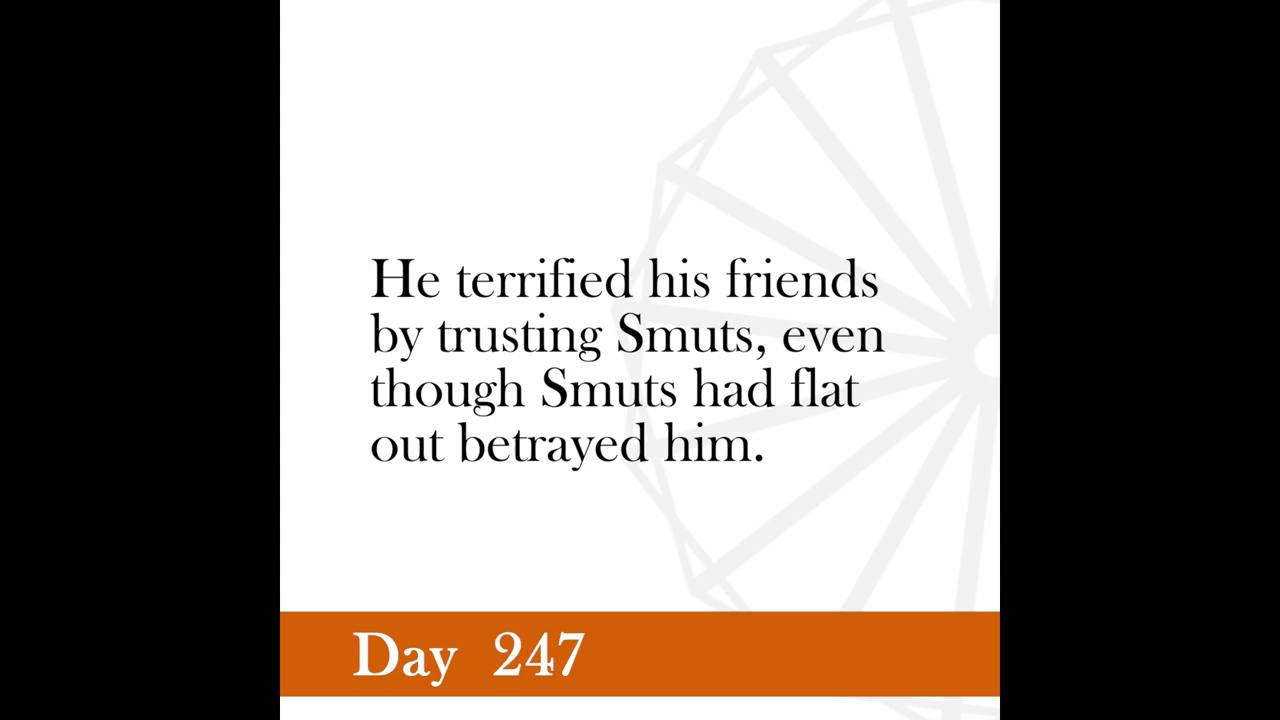 He terrified his friends
by trusting Smuts, even
though Smuts had flat
out betrayed him.
Day 247